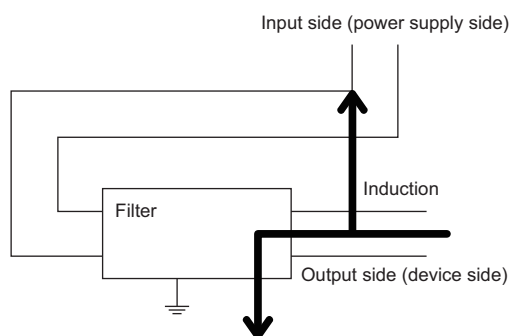 Input side (power supply side)
Induction
Filter
Output side (device side)